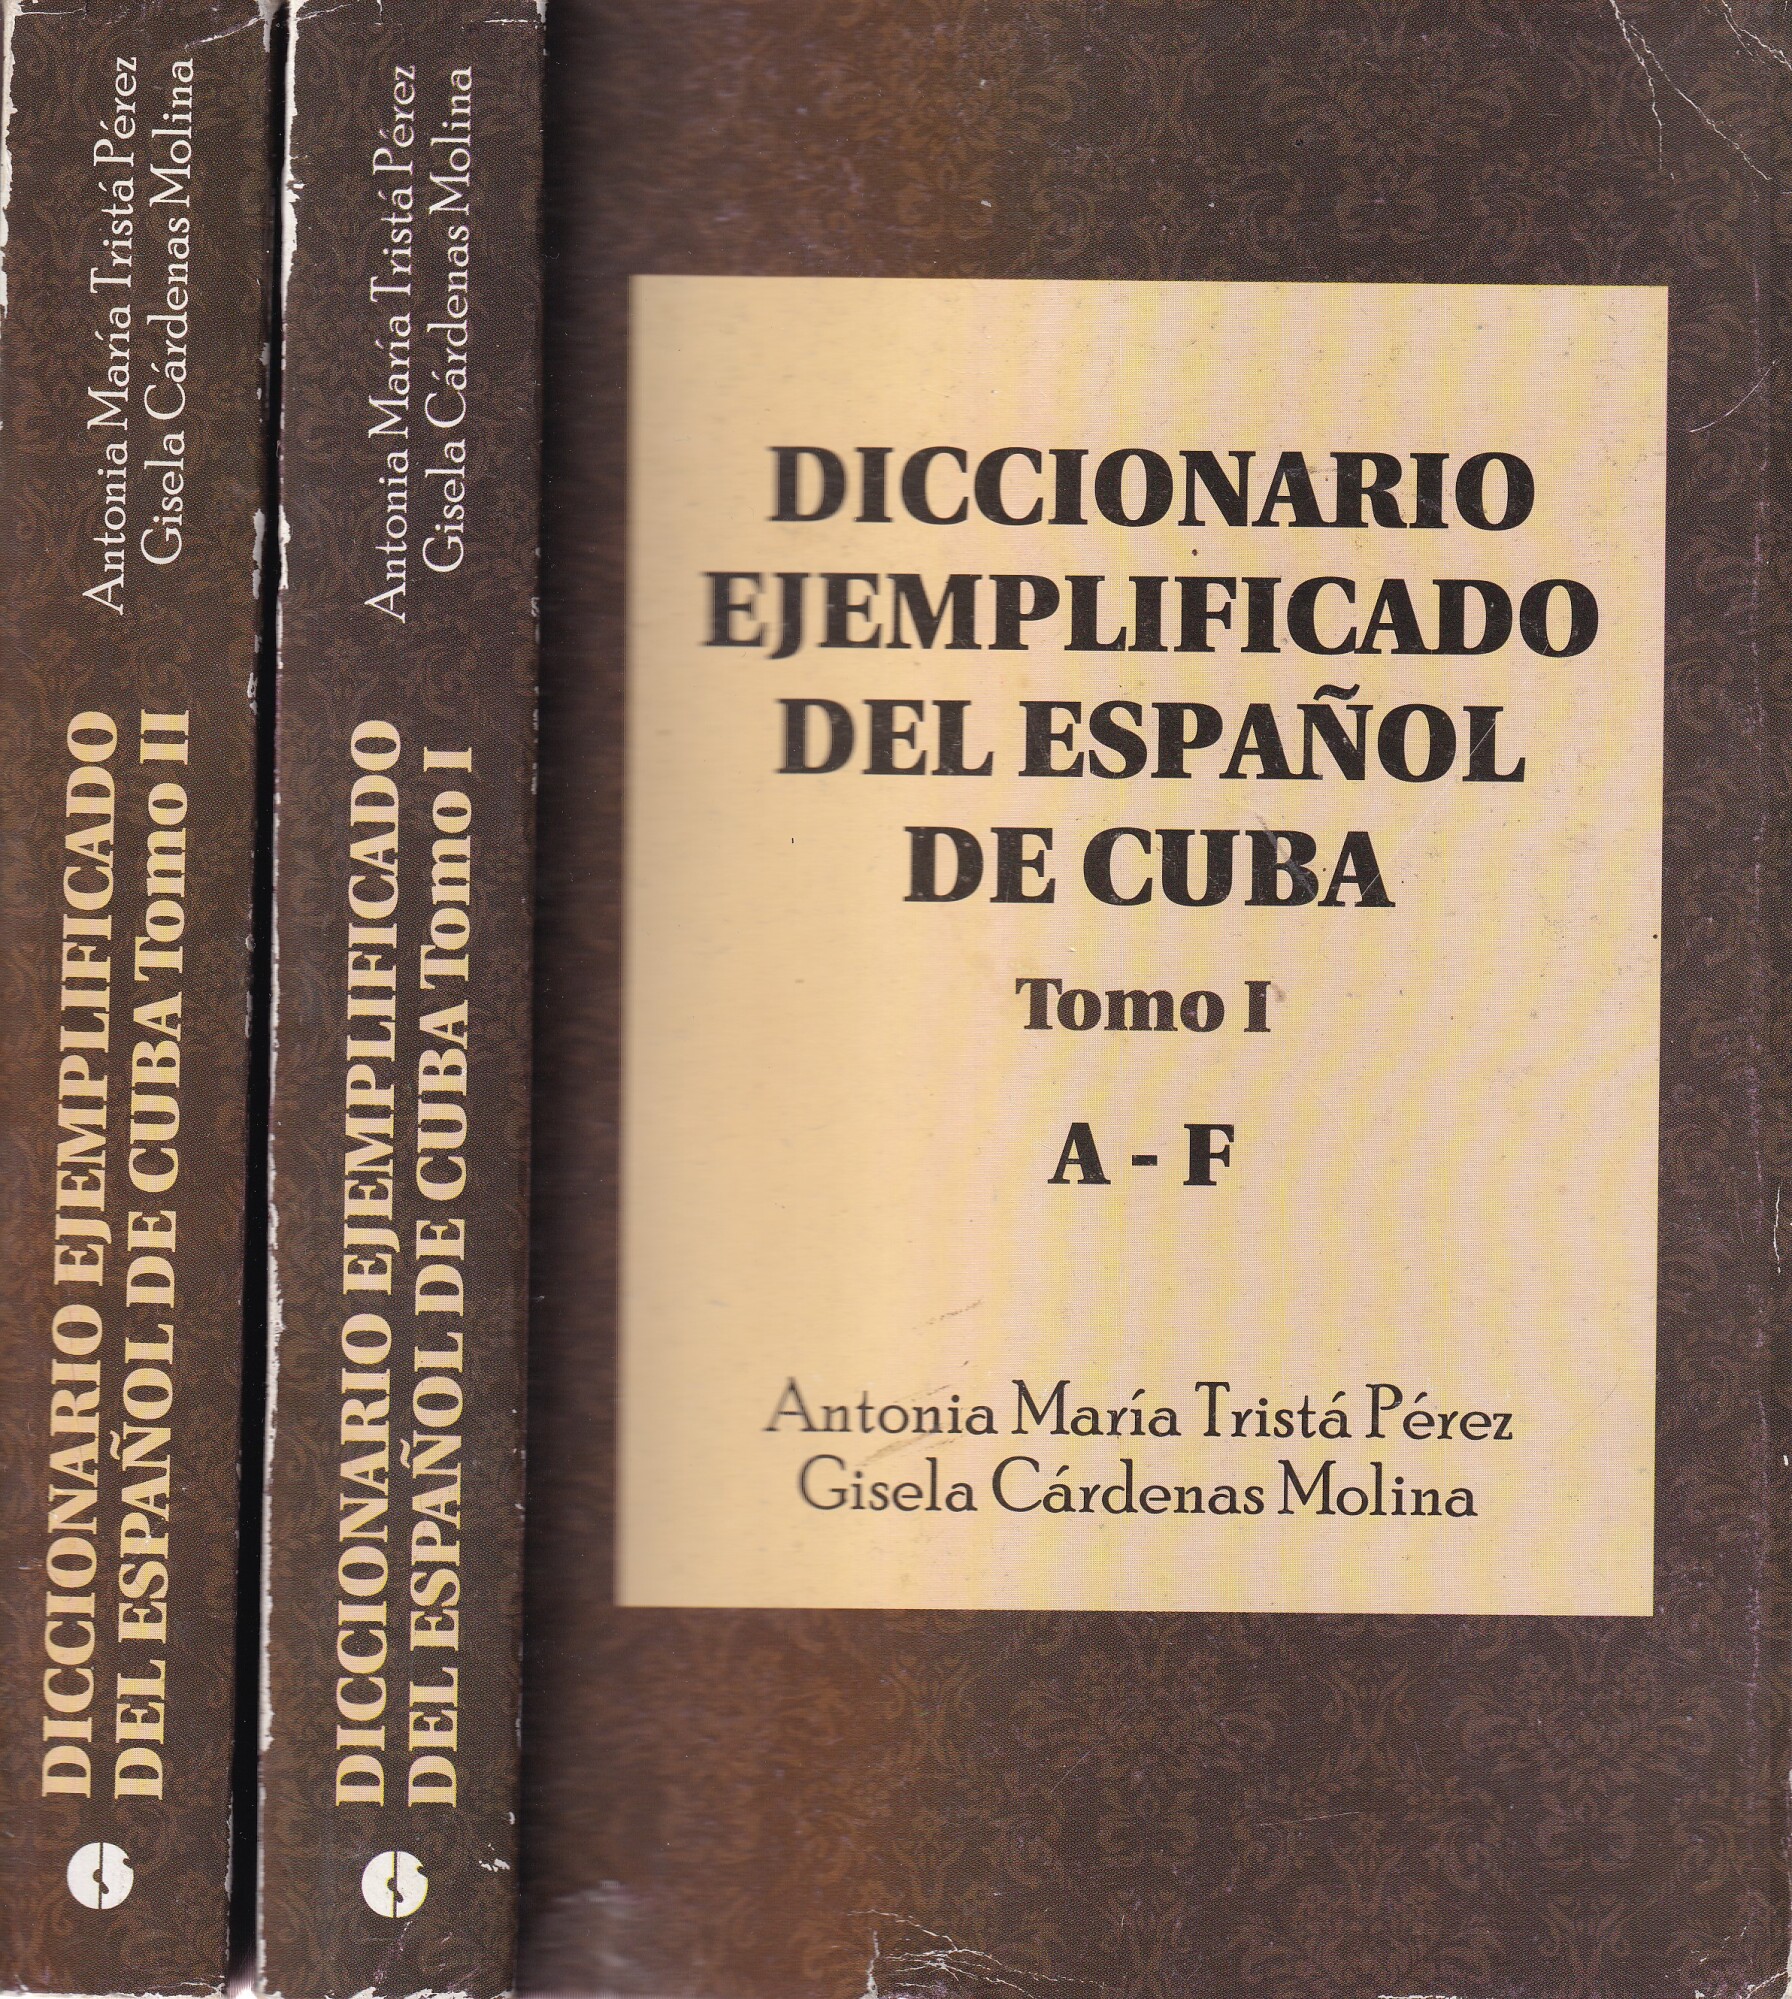 Antonia María Tristá Pérez
Gisela Cárdenas Molina
DICCIONARIO EJEMPLIFICADO
DEL ESPAÑOL DE CUBA Tomo II
Antonia María Tristá Pérez
Gisela Cárdenas Molina
DICCIONARIO EJEMPLIFICADO
DEL ESPAÑOL DE CUBA Tomo I
DICCIONARIO
EJEMPLIFICADO
DEL ESPAÑOL
DE CUBA
Tomo I
A - F
Antonia María Tristá Pérez
Gisela Cárdenas Molina